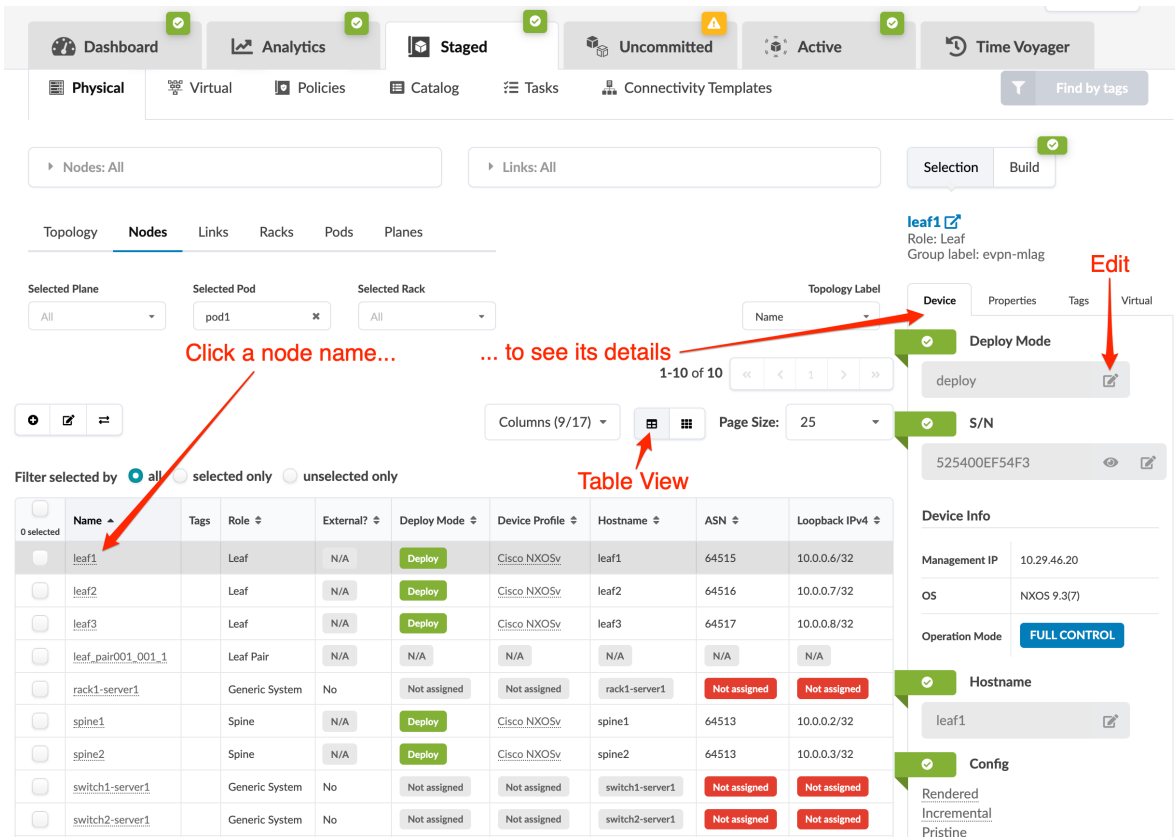 Dashboard Analytics Staged Uncommitted Active Time Voyager
Physical Virtual Policies Catalog Tasks Connectivity Templates Find by tags
Nodes: All Links: All Selection Build
leaf1
Role: Leaf
Group label: evpn-mlag
Topology Nodes Links Racks Pods Planes
Edit
Selected Plane Selected Pod Selected Rack Topology Label
All pod1 All Name
Device Properties Tags Virtual
Click a node name... ... to see its details
Deploy Mode
deploy
1-10 of 10 « < 1 > »
Columns (9/17) Page Size: 25
S/N
525400EF54F3
Table View
Filter selected by all selected only unselected only
0 selected Name Tags Role External? Deploy Mode Device Profile Hostname ASN Loopback IPv4
leaf1 Leaf N/A Deploy Cisco NXOSv leaf1 64515 10.0.0.6/32
leaf2 Leaf N/A Deploy Cisco NXOSv leaf2 64516 10.0.0.7/32
leaf3 Leaf N/A Deploy Cisco NXOSv leaf3 64517 10.0.0.8/32
leaf_pair001_001_1 Leaf Pair N/A N/A N/A N/A N/A N/A
rack1-server1 Generic System No Not assigned Not assigned rack1-server1 Not assigned Not assigned
spine1 Spine N/A Deploy Cisco NXOSv spine1 64513 10.0.0.2/32
spine2 Spine N/A Deploy Cisco NXOSv spine2 64513 10.0.0.3/32
switch1-server1 Generic System No Not assigned Not assigned switch1-server1 Not assigned Not assigned
switch2-server1 Generic System No Not assigned Not assigned switch2-server1 Not assigned Not assigned
Device Info
Management IP 10.29.46.20
OS NXOS 9.3(7)
Operation Mode FULL CONTROL
Hostname
leaf1
Config
Rendered
Incremental
Pristine